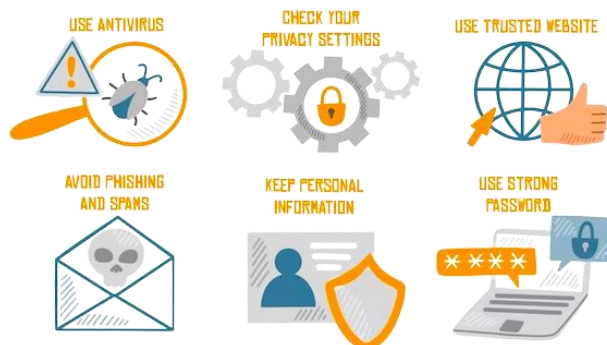 USE ANTIVIRUS
CHECK YOUR
PRIVACY SETTINGS
USE TRUSTED WEBSITE
AVOID PHISHING
AND SPAMS
KEEP PERSONAL
INFORMATION
USE STRONG
PASSWORD
****